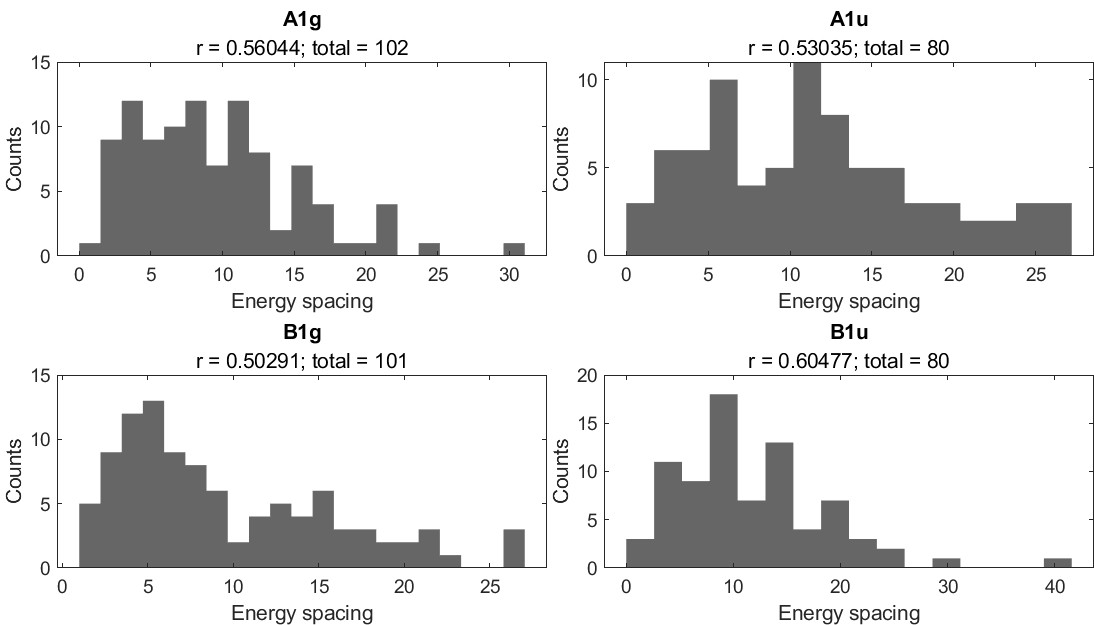 A1g
r = 0.56044; total = 102
15
10
5
0
Counts
0 5 10 15 20 25 30
Energy spacing
A1u
r = 0.53035; total = 80
10
5
0
Counts
0 5 10 15 20 25
Energy spacing
B1g
r = 0.50291; total = 101
15
10
5
0
Counts
0 5 10 15 20 25
Energy spacing
B1u
r = 0.60477; total = 80
20
15
10
5
0
Counts
0 10 20 30 40
Energy spacing